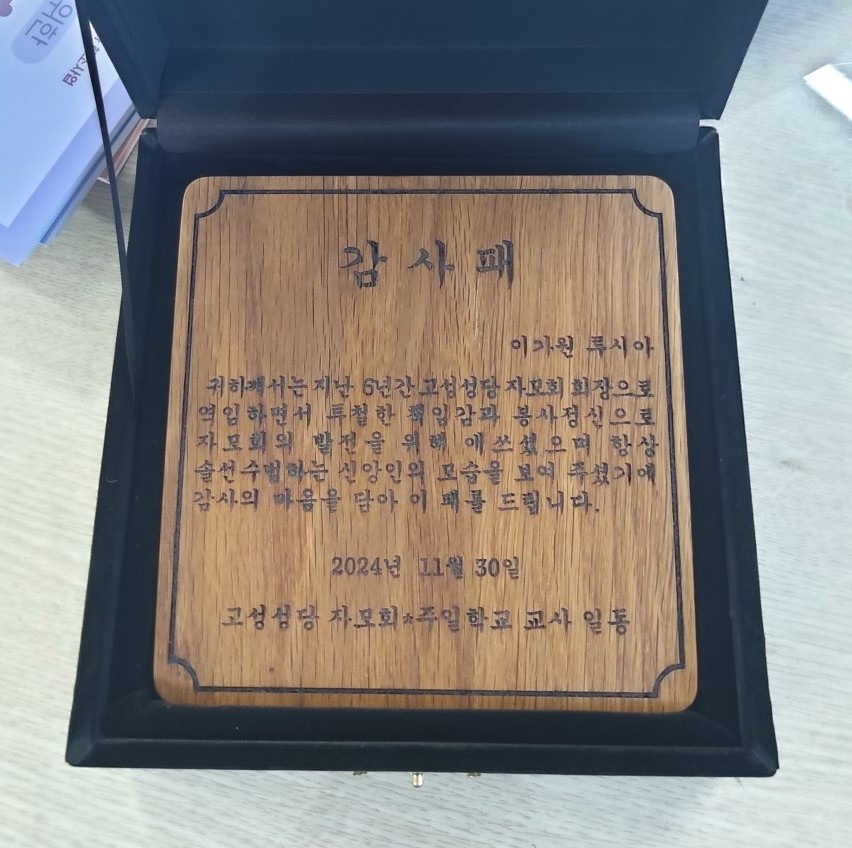 감사패
이가원 루시아
귀하께서는 지난 6년간 고성성당 자모회 회장으로
역임하면서 투철한 책임감과 봉사정신으로
자모회의 발전을 위해 애쓰셨으며 항상
솔선수범하는 신앙인의 모습을 보여 주셨기에
감사의 마음을 담아 이 패를 드립니다.
2024년 11월 30일
고성성당 자모회*주일학교 교사 일동